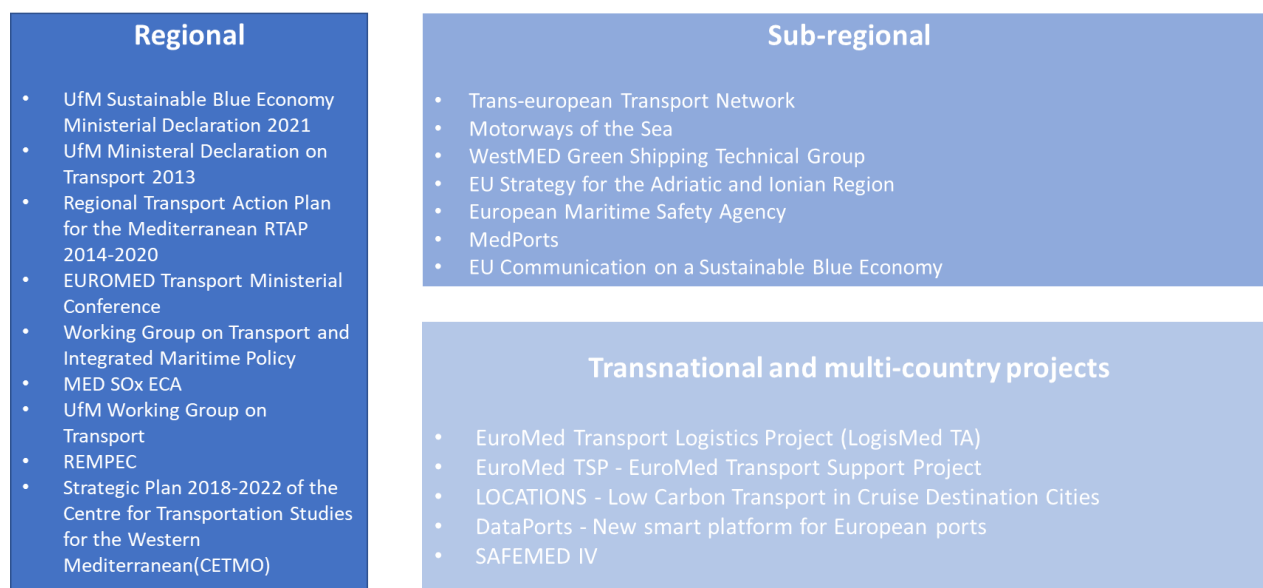 Regional
• UfM Sustainable Blue Economy
Ministerial Declaration 2021
• UfM Ministeral Declaration on
Transport 2013
• Regional Transport Action Plan
for the Mediterranean RTAP
2014-2020
• EUROMED Transport Ministerial
Conference
• Working Group on Transport and
Integrated Maritime Policy
• MED SOx ECA
• UfM Working Group on
Transport
• REMPEC
• Strategic Plan 2018-2022 of the
Centre for Transportation Studies
for the Western
Mediterranean(CETMO)
Sub-regional
• Trans-european Transport Network
• Motorways of the Sea
• WestMED Green Shipping Technical Group
• EU Strategy for the Adriatic and Ionian Region
• European Maritime Safety Agency
• MedPorts
• EU Communication on a Sustainable Blue Economy
Transnational and multi-country projects
• EuroMed Transport Logistics Project (LogisMed TA)
• EuroMed TSP - EuroMed Transport Support Project
• LOCATIONS - Low Carbon Transport in Cruise Destination Cities
• DataPorts - New smart platform for European ports
• SAFEMED IV